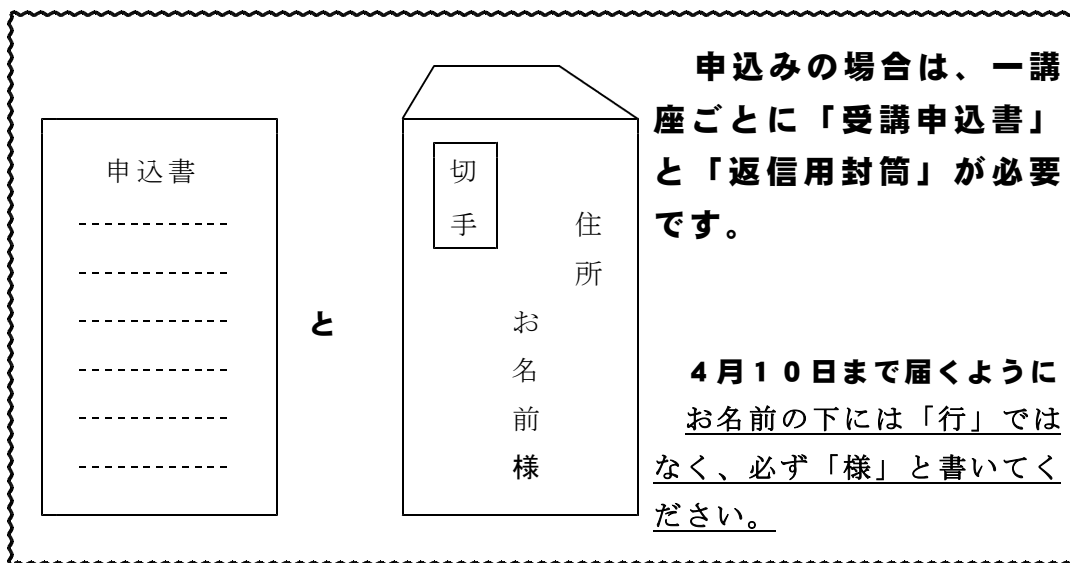 申込書
と
切手
住所
お名前様
申込みの場合は、一講
座ごとに「受講申込書」
と「返信用封筒」が必要
です。
4月10日まで届くように
お名前の下には「行」では
なく、必ず「様」と書いてく
ださい。